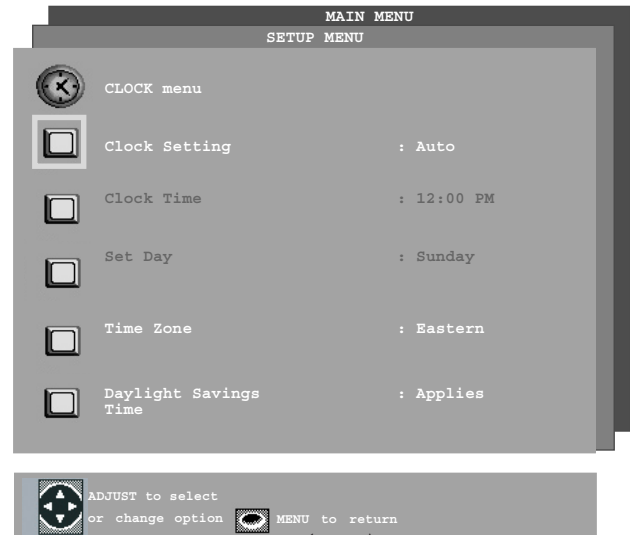 MAIN MENU
SETUP MENU
CLOCK menu
Clock Setting : Auto
Clock Time : 12:00 PM
Set Day : Sunday
Time Zone : Eastern
Daylight Savings : Applies
Time
ADJUST to select
or change option MENU to return